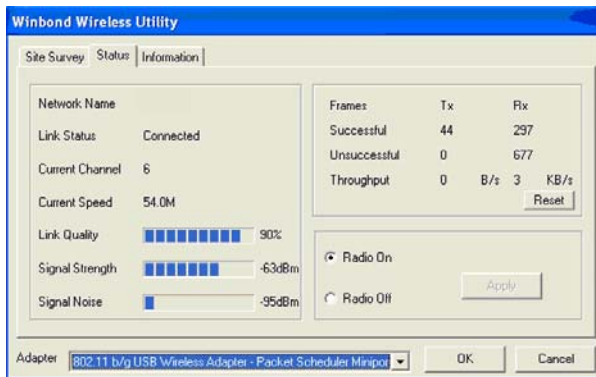 Winbond Wireless Utility
Site Survey Status Information
Network Name
Link Status Connected
Current Channel 6
Current Speed 54.0M
Link Quality 90%
Signal Strength -63dBm
Signal Noise -95dBm
Frames Tx Rx
Successful 44 297
Unsuccessful 0 677
Throughput 0 B/s 3 KB/s
Reset
Radio On
Radio Off
Apply
Adapter 802.11 b/g USB Wireless Adapter - Packet Scheduler Minipor OK Cancel